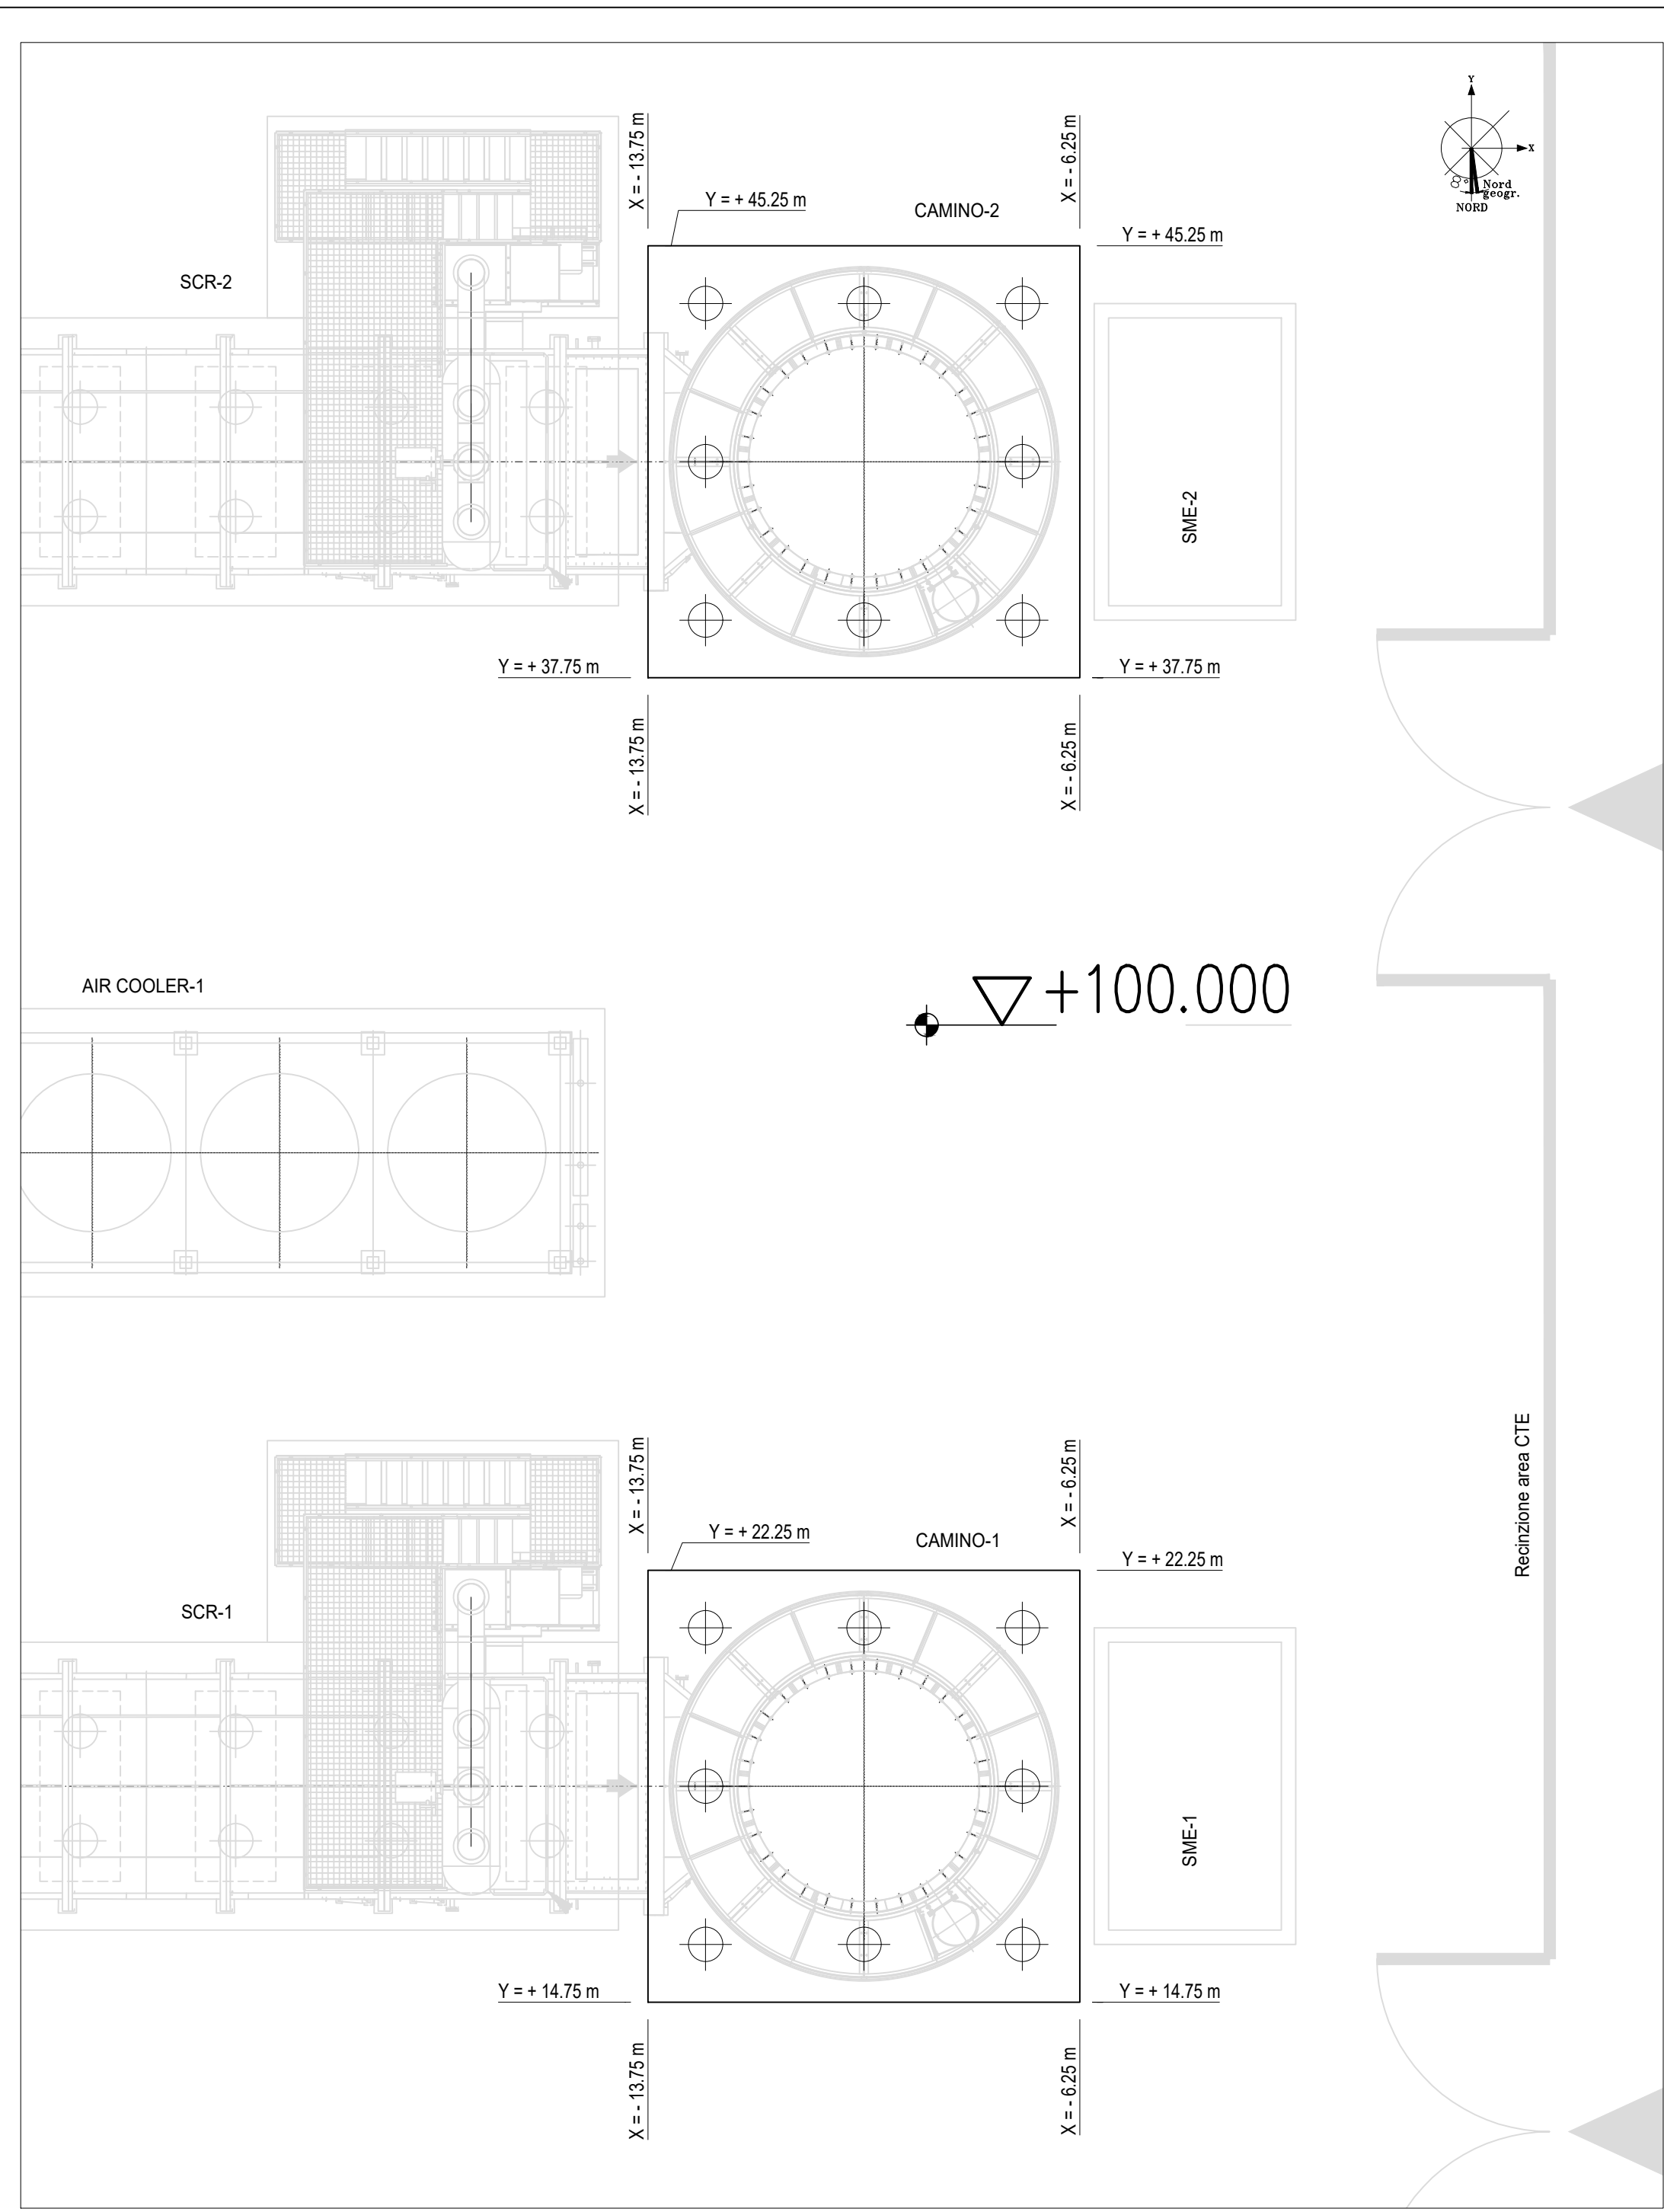 Y
X
8°
Nord
geogr.
NORD
X = - 13.75 m
X = - 6.25 m
Y = + 45.25 m
CAMINO-2
Y = + 45.25 m
SCR-2
SME-2
Y = + 37.75 m
Y = + 37.75 m
X = - 13.75 m
X = - 6.25 m
AIR COOLER-1
+100.000
Recinzione area CTE
X = - 13.75 m
X = - 6.25 m
Y = + 22.25 m
CAMINO-1
Y = + 22.25 m
SCR-1
SME-1
Y = + 14.75 m
Y = + 14.75 m
X = - 13.75 m
X = - 6.25 m